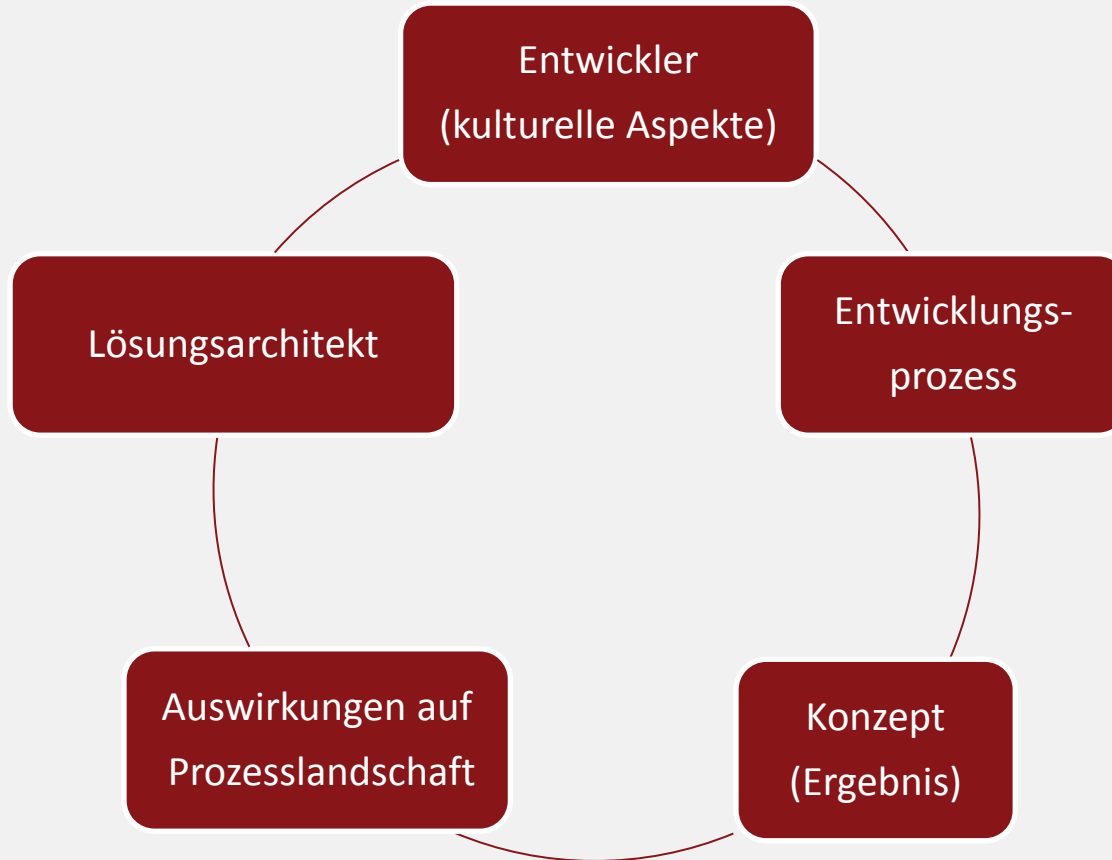 Entwickler
(kulturelle Aspekte)
Entwicklungs-
prozess
Konzept
(Ergebnis)
Auswirkungen auf
Prozesslandschaft
Lösungsarchitekt